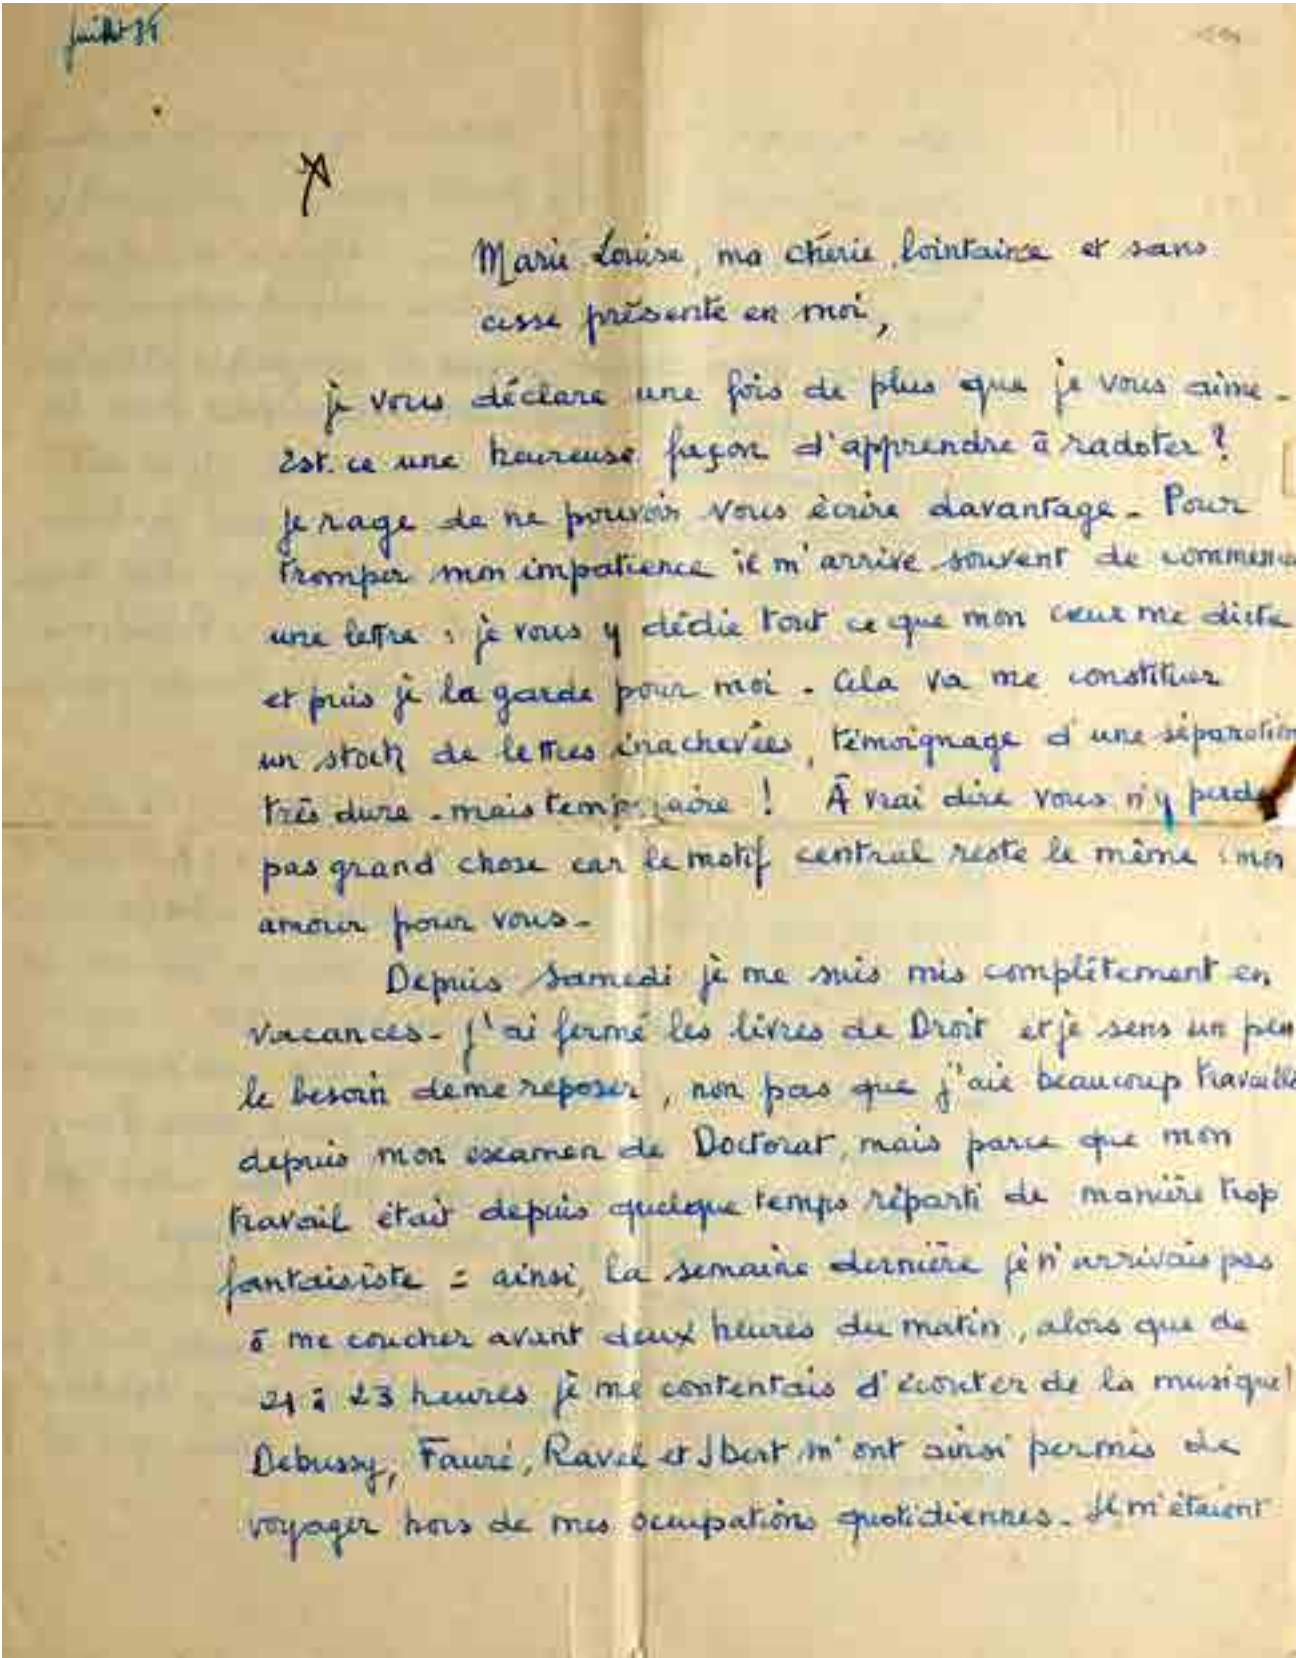 Marie Louise, ma chérie lointaine et sans
cesse présente en moi,
je vous déclare une fois de plus que je vous aime -
Est-ce une heureuse façon d'apprendre à radoter ?
Je rage de ne pouvoir vous écrire davantage - Pour
tromper mon impatience il m'arrive souvent de
une lettre : je vous y dédie tout ce que mon cœur me dicte
et puis je la garde pour moi - Cela va me constituer
un stock de lettres inachevées, témoignage d'une séparation
très dure - mais ! À vrai dire vous n'y
pas grand chose car le motif central reste le même : mon
amour pour vous -
Depuis Samedi je me suis mis complètement en
vacances - J'ai fermé les livres de Droit et je sens un peu
le besoin de me reposer, non pas que j'aie beaucoup travaillé
depuis mon examen de Doctorat, mais parce que mon
travail était depuis quelque temps réparti de manière trop
fantaisiste : ainsi, la semaine dernière je n'arrivais pas
à me coucher avant deux heures du matin, alors que de
21 à 23 heures je me contentais d'écouter de la musique !
Debussy, Fauré, Ravel et Ibert m'ont ainsi permis de
voyager hors de mes occupations quotidiennes - Il m'étaient